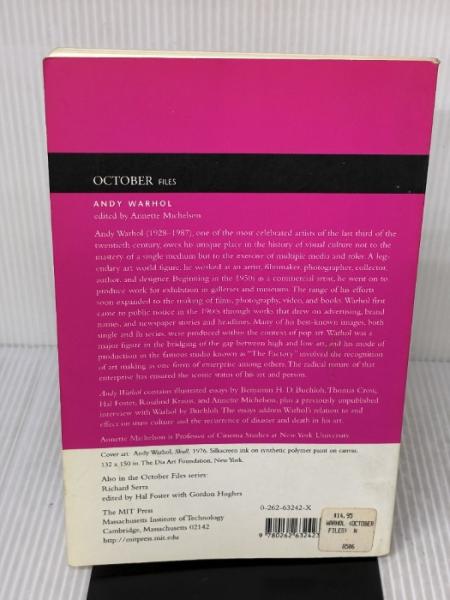 OCTOBER FILES
ANDY WARHOL
edited by Annette Michelson
Andy Warhol (1928–1987), one of the most celebrated artists of the last third of the
twentieth century, owes his unique place in the history of visual culture not to the
mastery of a single medium but to the exercise of multiple media and roles. A leg-
endary art world figure, he worked as an artist, filmmaker, photographer, collector,
author, and designer. Beginning in the 1950s as a commercial artist, he went on to
produce work for exhibition in galleries and museums. The range of his efforts
soon expanded to the making of films, photography, video, and books. Warhol first
came to public notice in the 1960s through works that drew on advertising, brand
names, and newspaper stories and headlines. Many of his best-known images, both
single and in series, were produced within the context of pop art. Warhol was a
major figure in the bridging of the gap between high and low art, and his mode of
production in the famous studio known as "The Factory" involved the recognition
of art making as one form of enterprise among others. The radical nature of that
enterprise has ensured the iconic status of his art and person.
Andy Warhol contains illustrated essays by Benjamin H. D. Buchloh, Thomas Crow,
Hal Foster, Rosalind Krauss, and Annette Michelson, plus a previously unpublished
interview with Warhol by Buchloh. The essays address Warhol's relation to and
effect on mass culture and the recurrence of disaster and death in his art.
Annette Michelson is Professor of Cinema Studies at New York University.
Cover art: Andy Warhol, Skull, 1976. Silkscreen ink on synthetic polymer paint on canvas.
132 x 150 in. The Dia Art Foundation, New York.
Also in the October Files series:
Richard Serra
edited by Hal Foster with Gordon Hughes
The MIT Press
Massachusetts Institute of Technology
Cambridge, Massachusetts 02142
http://mitpress.mit.edu
0-262-63242-X
9 780262 632423
$14.95
WARHOL (OCTOBER
FILES) N
0506